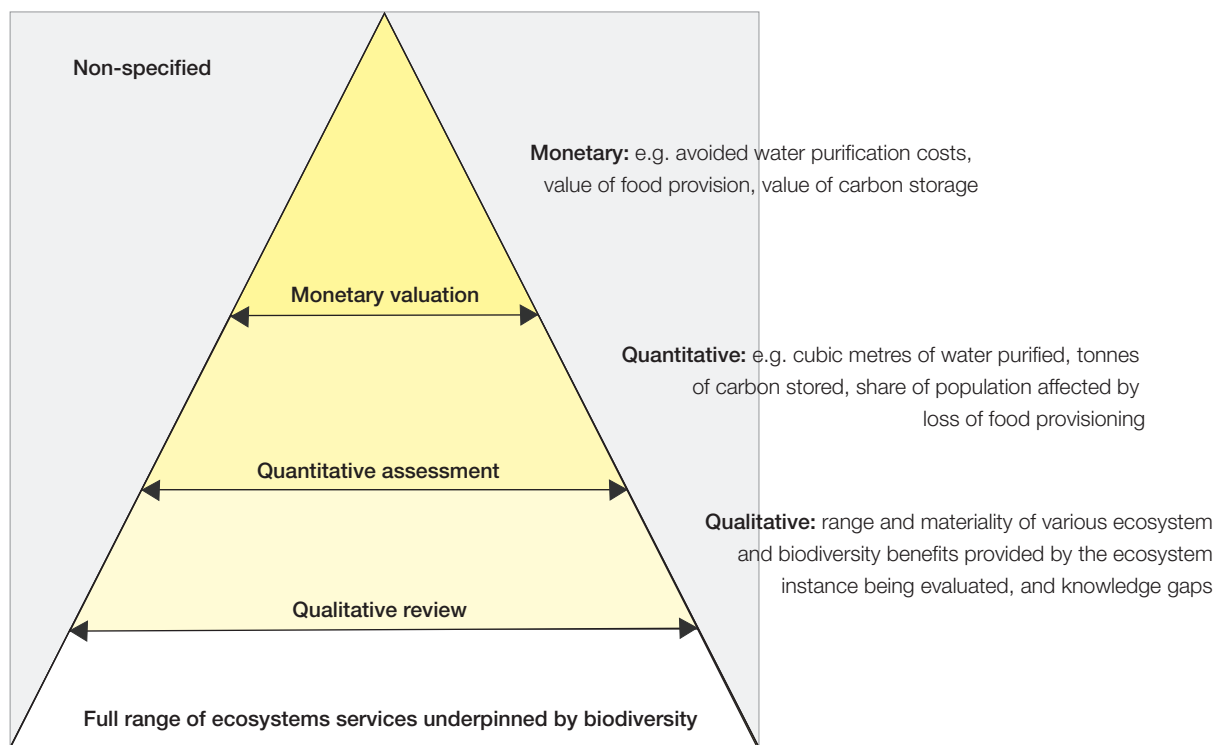 Non-specified
Monetary: e.g. avoided water purification costs,
value of food provision, value of carbon storage
Monetary valuation
Quantitative: e.g. cubic metres of water purified, tonnes
of carbon stored, share of population affected by
loss of food provisioning
Quantitative assessment
Qualitative: range and materiality of various ecosystem
and biodiversity benefits provided by the ecosystem
instance being evaluated, and knowledge gaps
Qualitative review
Full range of ecosystems services underpinned by biodiversity